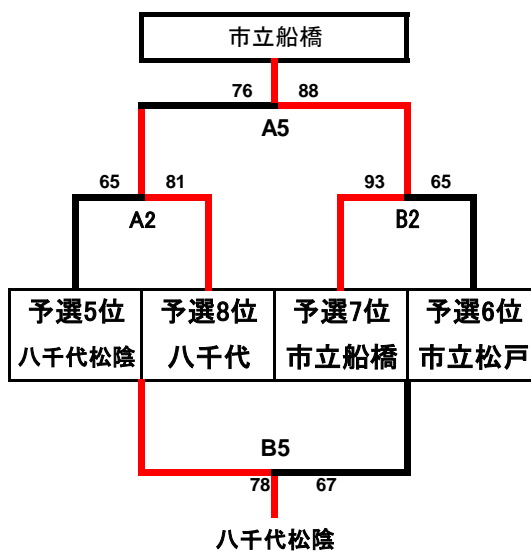 市立船橋
76 88
A5
65 81 93 65
A2 B2
予選5位 予選8位 予選7位 予選6位
八千代松陰 八千代 市立船橋 市立松戸
B5
78 67
八千代松陰